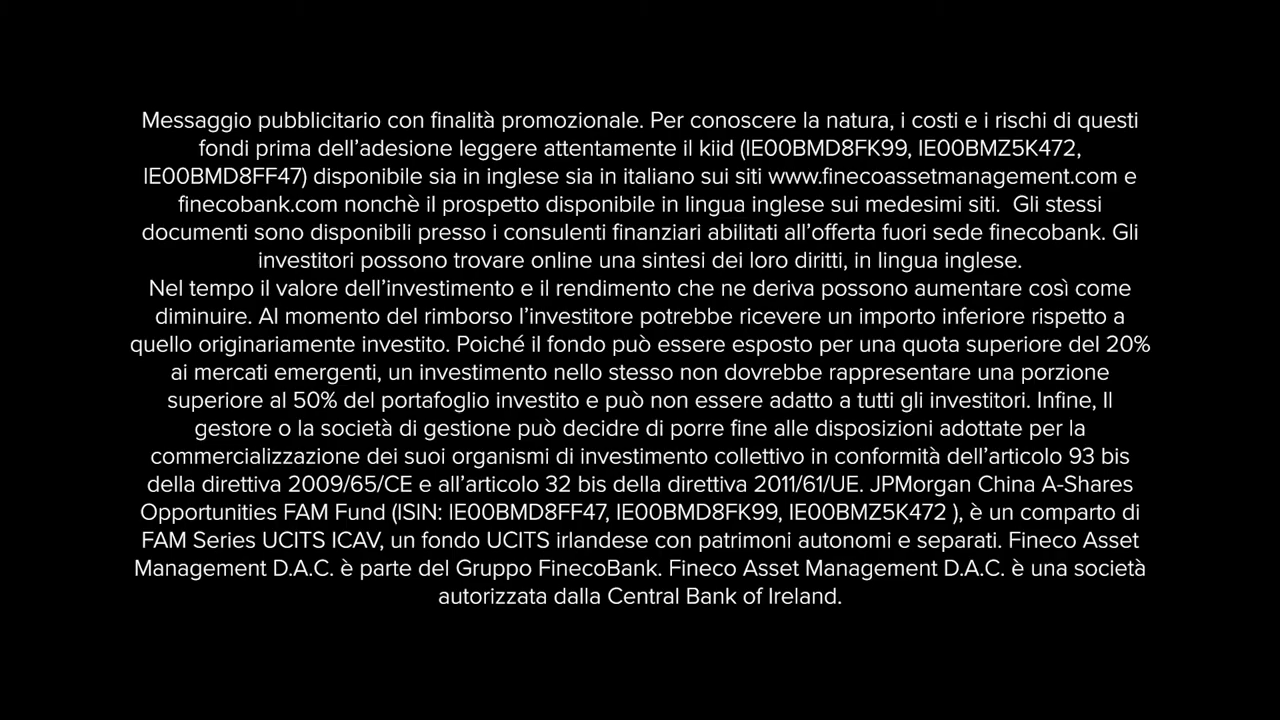 Messaggio pubblicitario con finalità promozionale. Per conoscere la natura, i costi e i rischi di questi
fondi prima dell’adesione leggere attentamente il kiid (IE00BMD8FK99, IE00BMZ5K472,
IE00BMD8FF47) disponibile sia in inglese sia in italiano sui siti www.finecoassetmanagement.com e
finecobank.com nonchè il prospetto disponibile in lingua inglese sui medesimi siti.  Gli stessi
documenti sono disponibili presso i consulenti finanziari abilitati all’offerta fuori sede finecobank. Gli
investitori possono trovare online una sintesi dei loro diritti, in lingua inglese.
Nel tempo il valore dell’investimento e il rendimento che ne deriva possono aumentare così come
diminuire. Al momento del rimborso l’investitore potrebbe ricevere un importo inferiore rispetto a
quello originariamente investito. Poiché il fondo può essere esposto per una quota superiore del 20%
ai mercati emergenti, un investimento nello stesso non dovrebbe rappresentare una porzione
superiore al 50% del portafoglio investito e può non essere adatto a tutti gli investitori. Infine, Il
gestore o la società di gestione può decidre di porre fine alle disposizioni adottate per la
commercializzazione dei suoi organismi di investimento collettivo in conformità dell’articolo 93 bis
della direttiva 2009/65/CE e all’articolo 32 bis della direttiva 2011/61/UE. JPMorgan China A-Shares
Opportunities FAM Fund (ISIN: IE00BMD8FF47, IE00BMD8FK99, IE00BMZ5K472 ), è un comparto di
FAM Series UCITS ICAV, un fondo UCITS irlandese con patrimoni autonomi e separati. Fineco Asset
Management D.A.C. è parte del Gruppo FinecoBank. Fineco Asset Management D.A.C. è una società
autorizzata dalla Central Bank of Ireland.